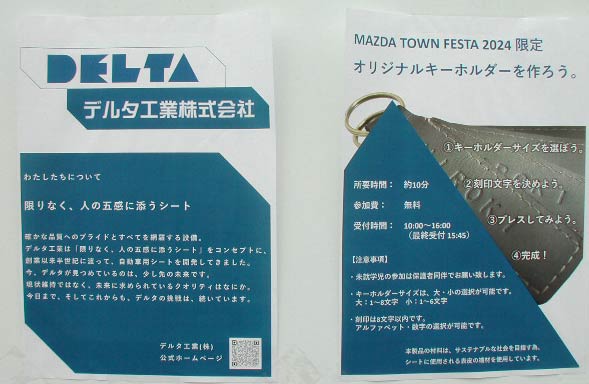 DELTA
デルタ工業株式会社
わたしたちについて
限りなく、人の五感に添うシート
確かな品質へのプライドとすべてを網羅する設備。
デルタ工業は「限りなく、人の五感に添うシート」をコンセプトに、
創業以来半世紀に渡って、自動車用シートを開発してきました。
今、デルタが見つめているのは、少し先の未来です。
現状維持ではなく、未来に求められているクオリティはなにか。
今日まで、そしてこれからも、デルタの挑戦は、続いています。
デルタ工業(株)
公式ホームページ
MAZDA TOWN FESTA 2024 限定
オリジナルキーホルダーを作ろう。
①キーホルダーサイズを選ぼう。
②刻印文字を決めよう。
③プレスしてみよう。
④完成！
所要時間： 約10分
参加費： 無料
受付時間： 10:00～16:00
（最終受付 15:45）
【注意事項】
・未就学児の参加は保護者同伴でお願い致します。
・キーホルダーサイズは、大・小の選択が可能です。
大：1～8文字 小：1～6文字
・刻印は8文字以内です。
アルファベット・数字の選択が可能です。
本製品の材料は、サステナブルな社会を目指す為、
シートに使用される表皮の端材を使用しています。